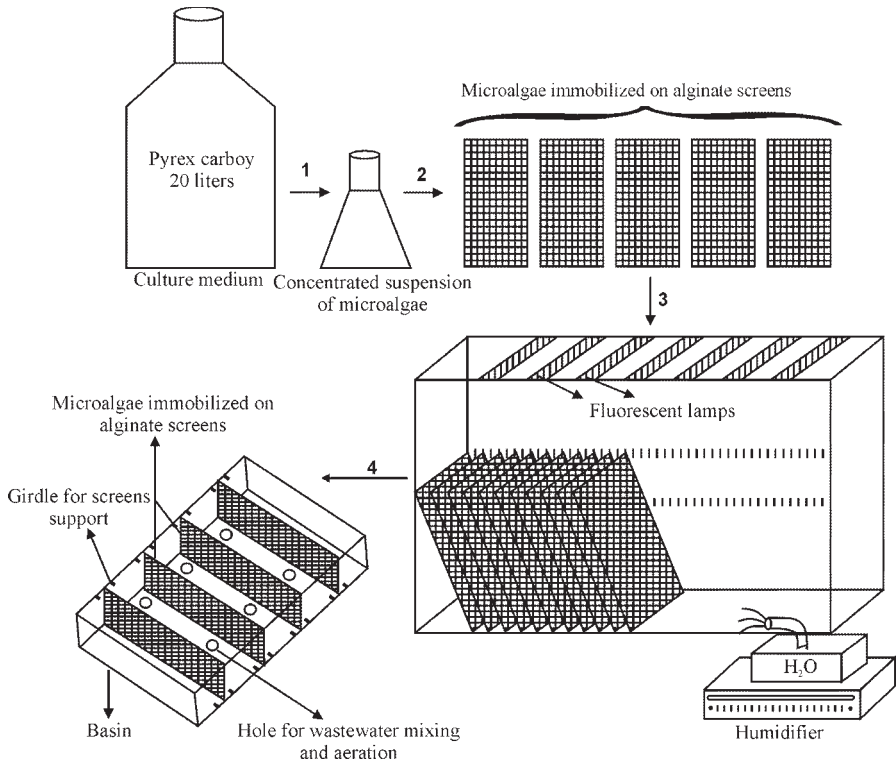 Microalgae immobilized on alginate screens
Pyrex carboy
20 liters
1
2
Culture medium
Concentrated suspension
of microalgae
3
Fluorescent lamps
Microalgae immobilized on
alginate screens
4
Girdle for screens
support
H₂O
Basin
Hole for wastewater mixing
and aeration
Humidifier